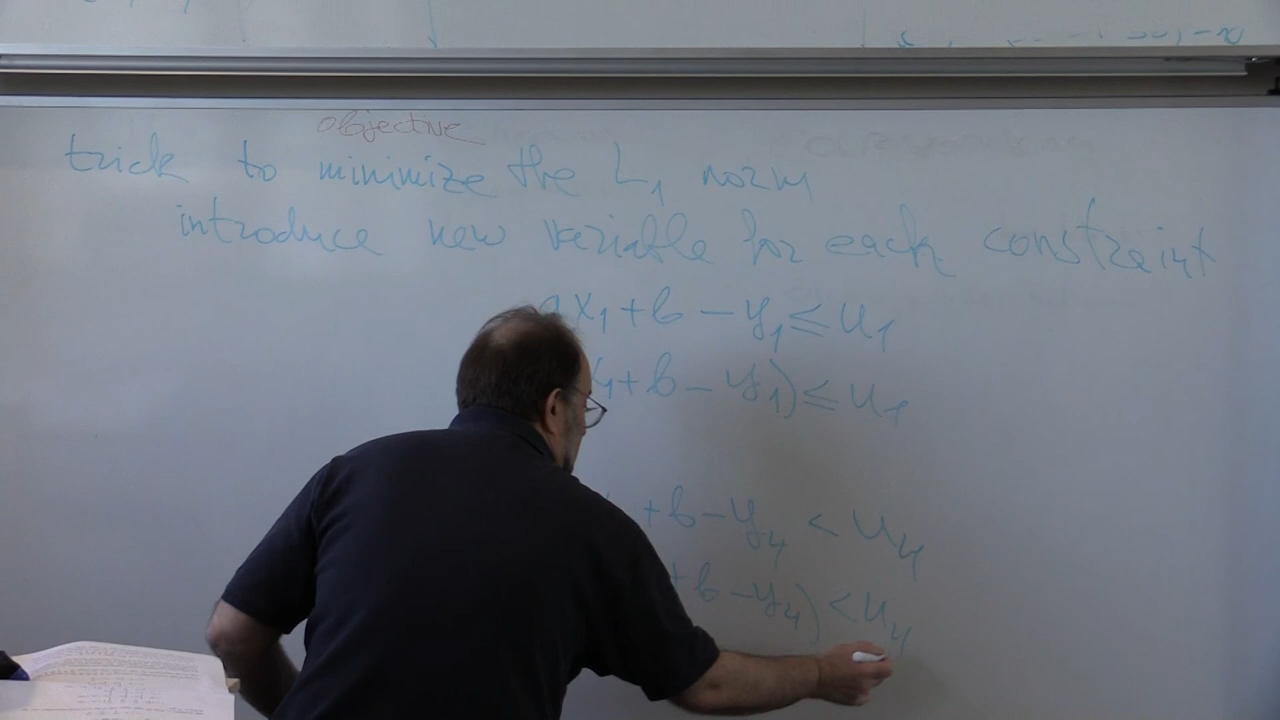 objective
trick to minimize the L₁ norm
introduce new variable for each constraint
ax₁ + b - y₁ ≤ u₁
+ b - y₁) ≤ u₁
+ b - y₄ < u₄
+ b - y₄) < u₄